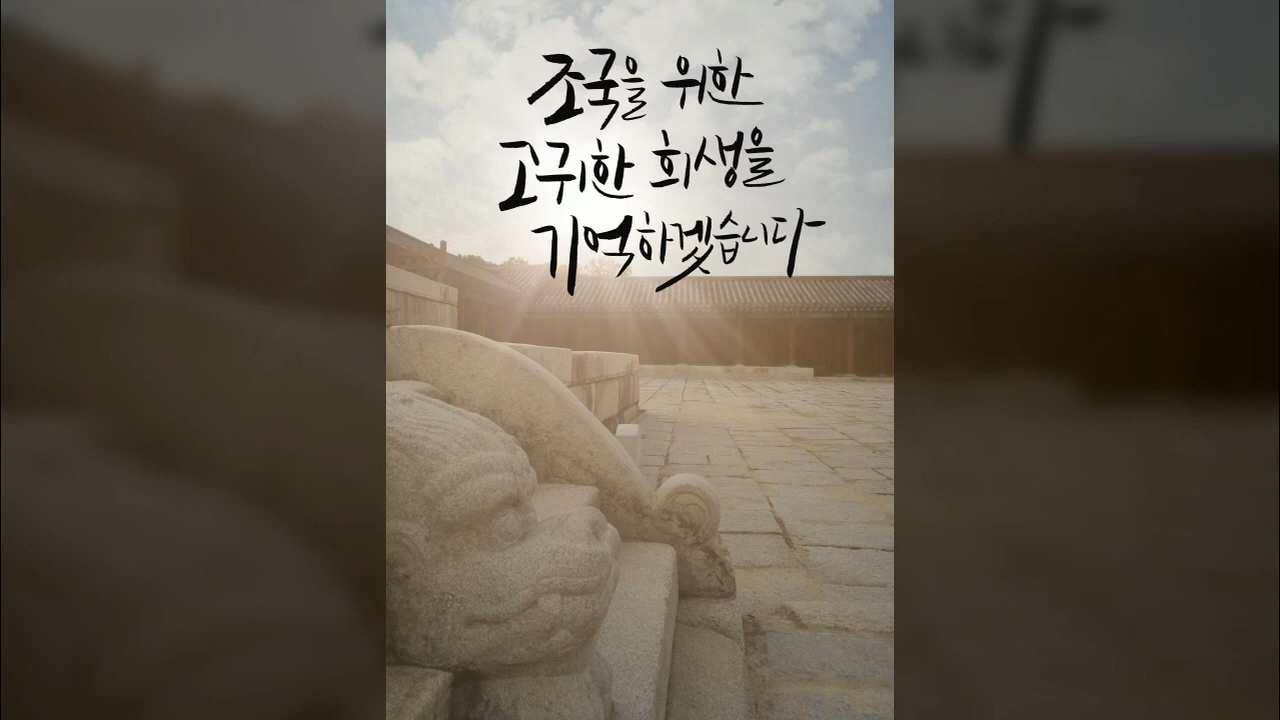 조국을 위한
고귀한 희생을
기억하겠습니다